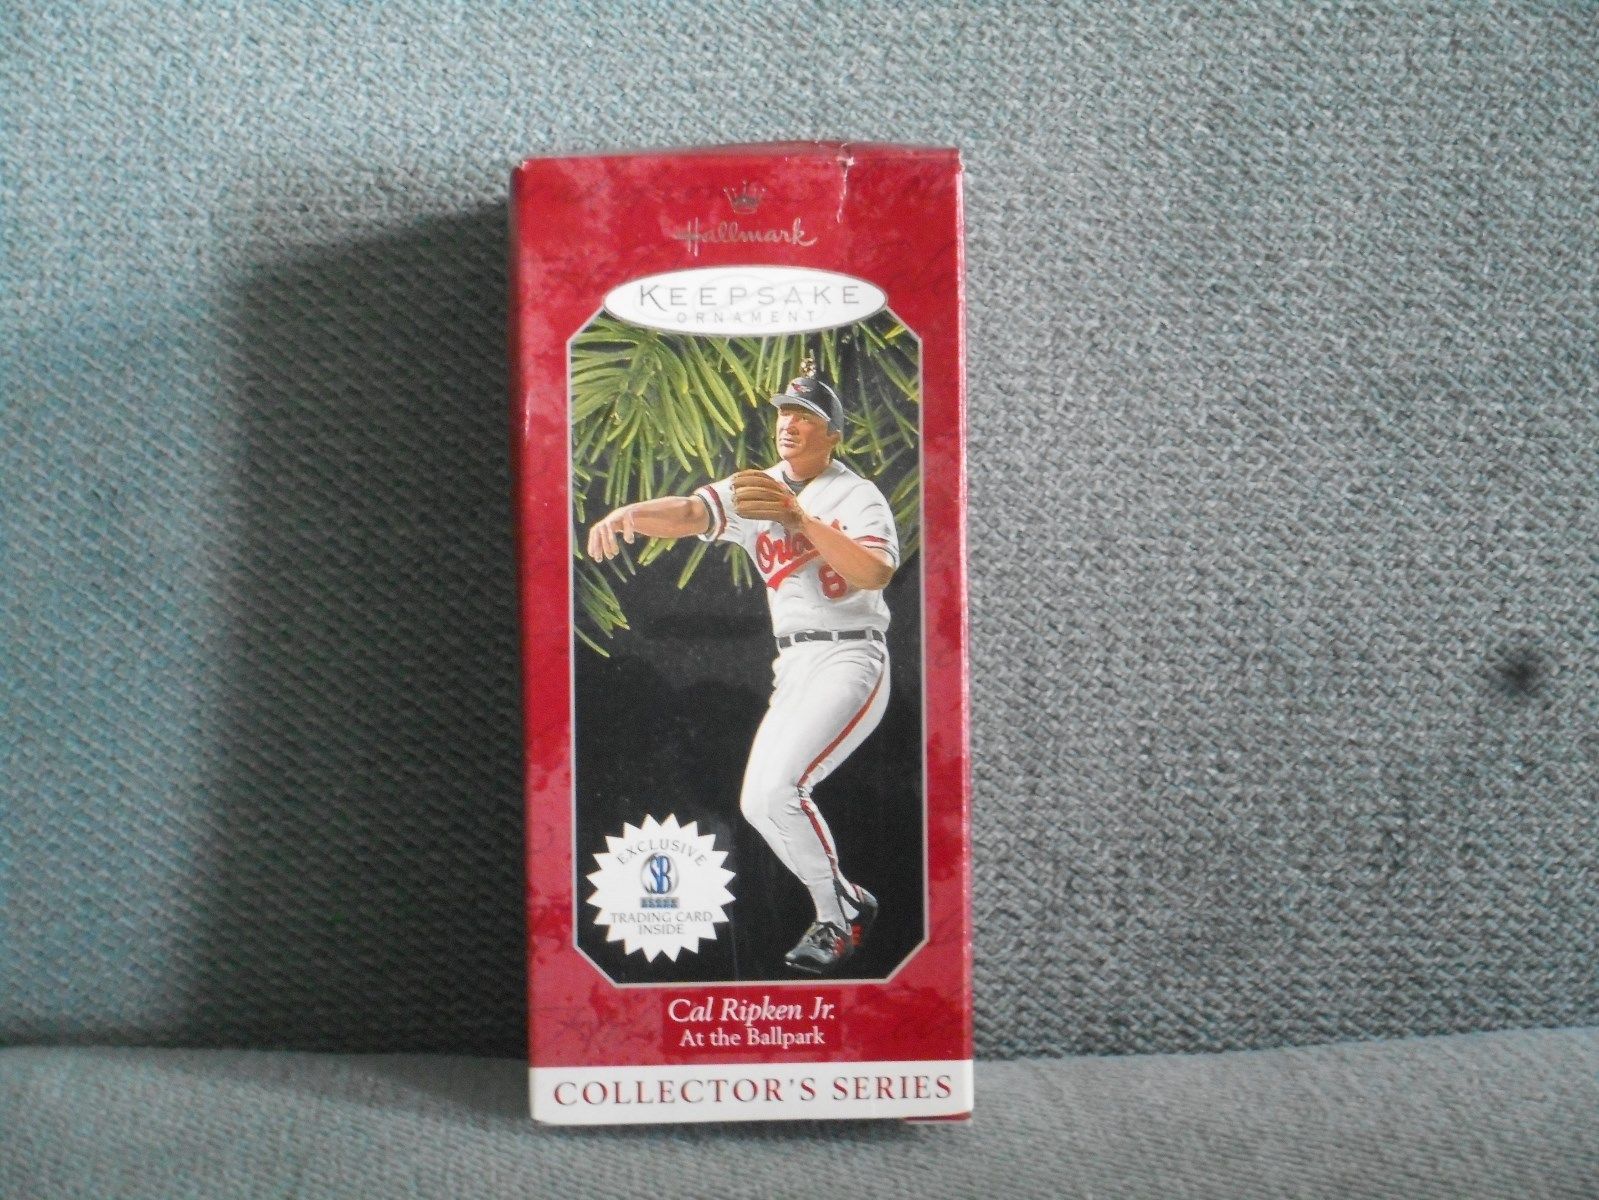 Hallmark
KEEPSAKE
ORNAMENT
Orioles
8
EXCLUSIVE
SB
TRADING CARD
INSIDE
Cal Ripken Jr.
At the Ballpark
COLLECTOR'S SERIES